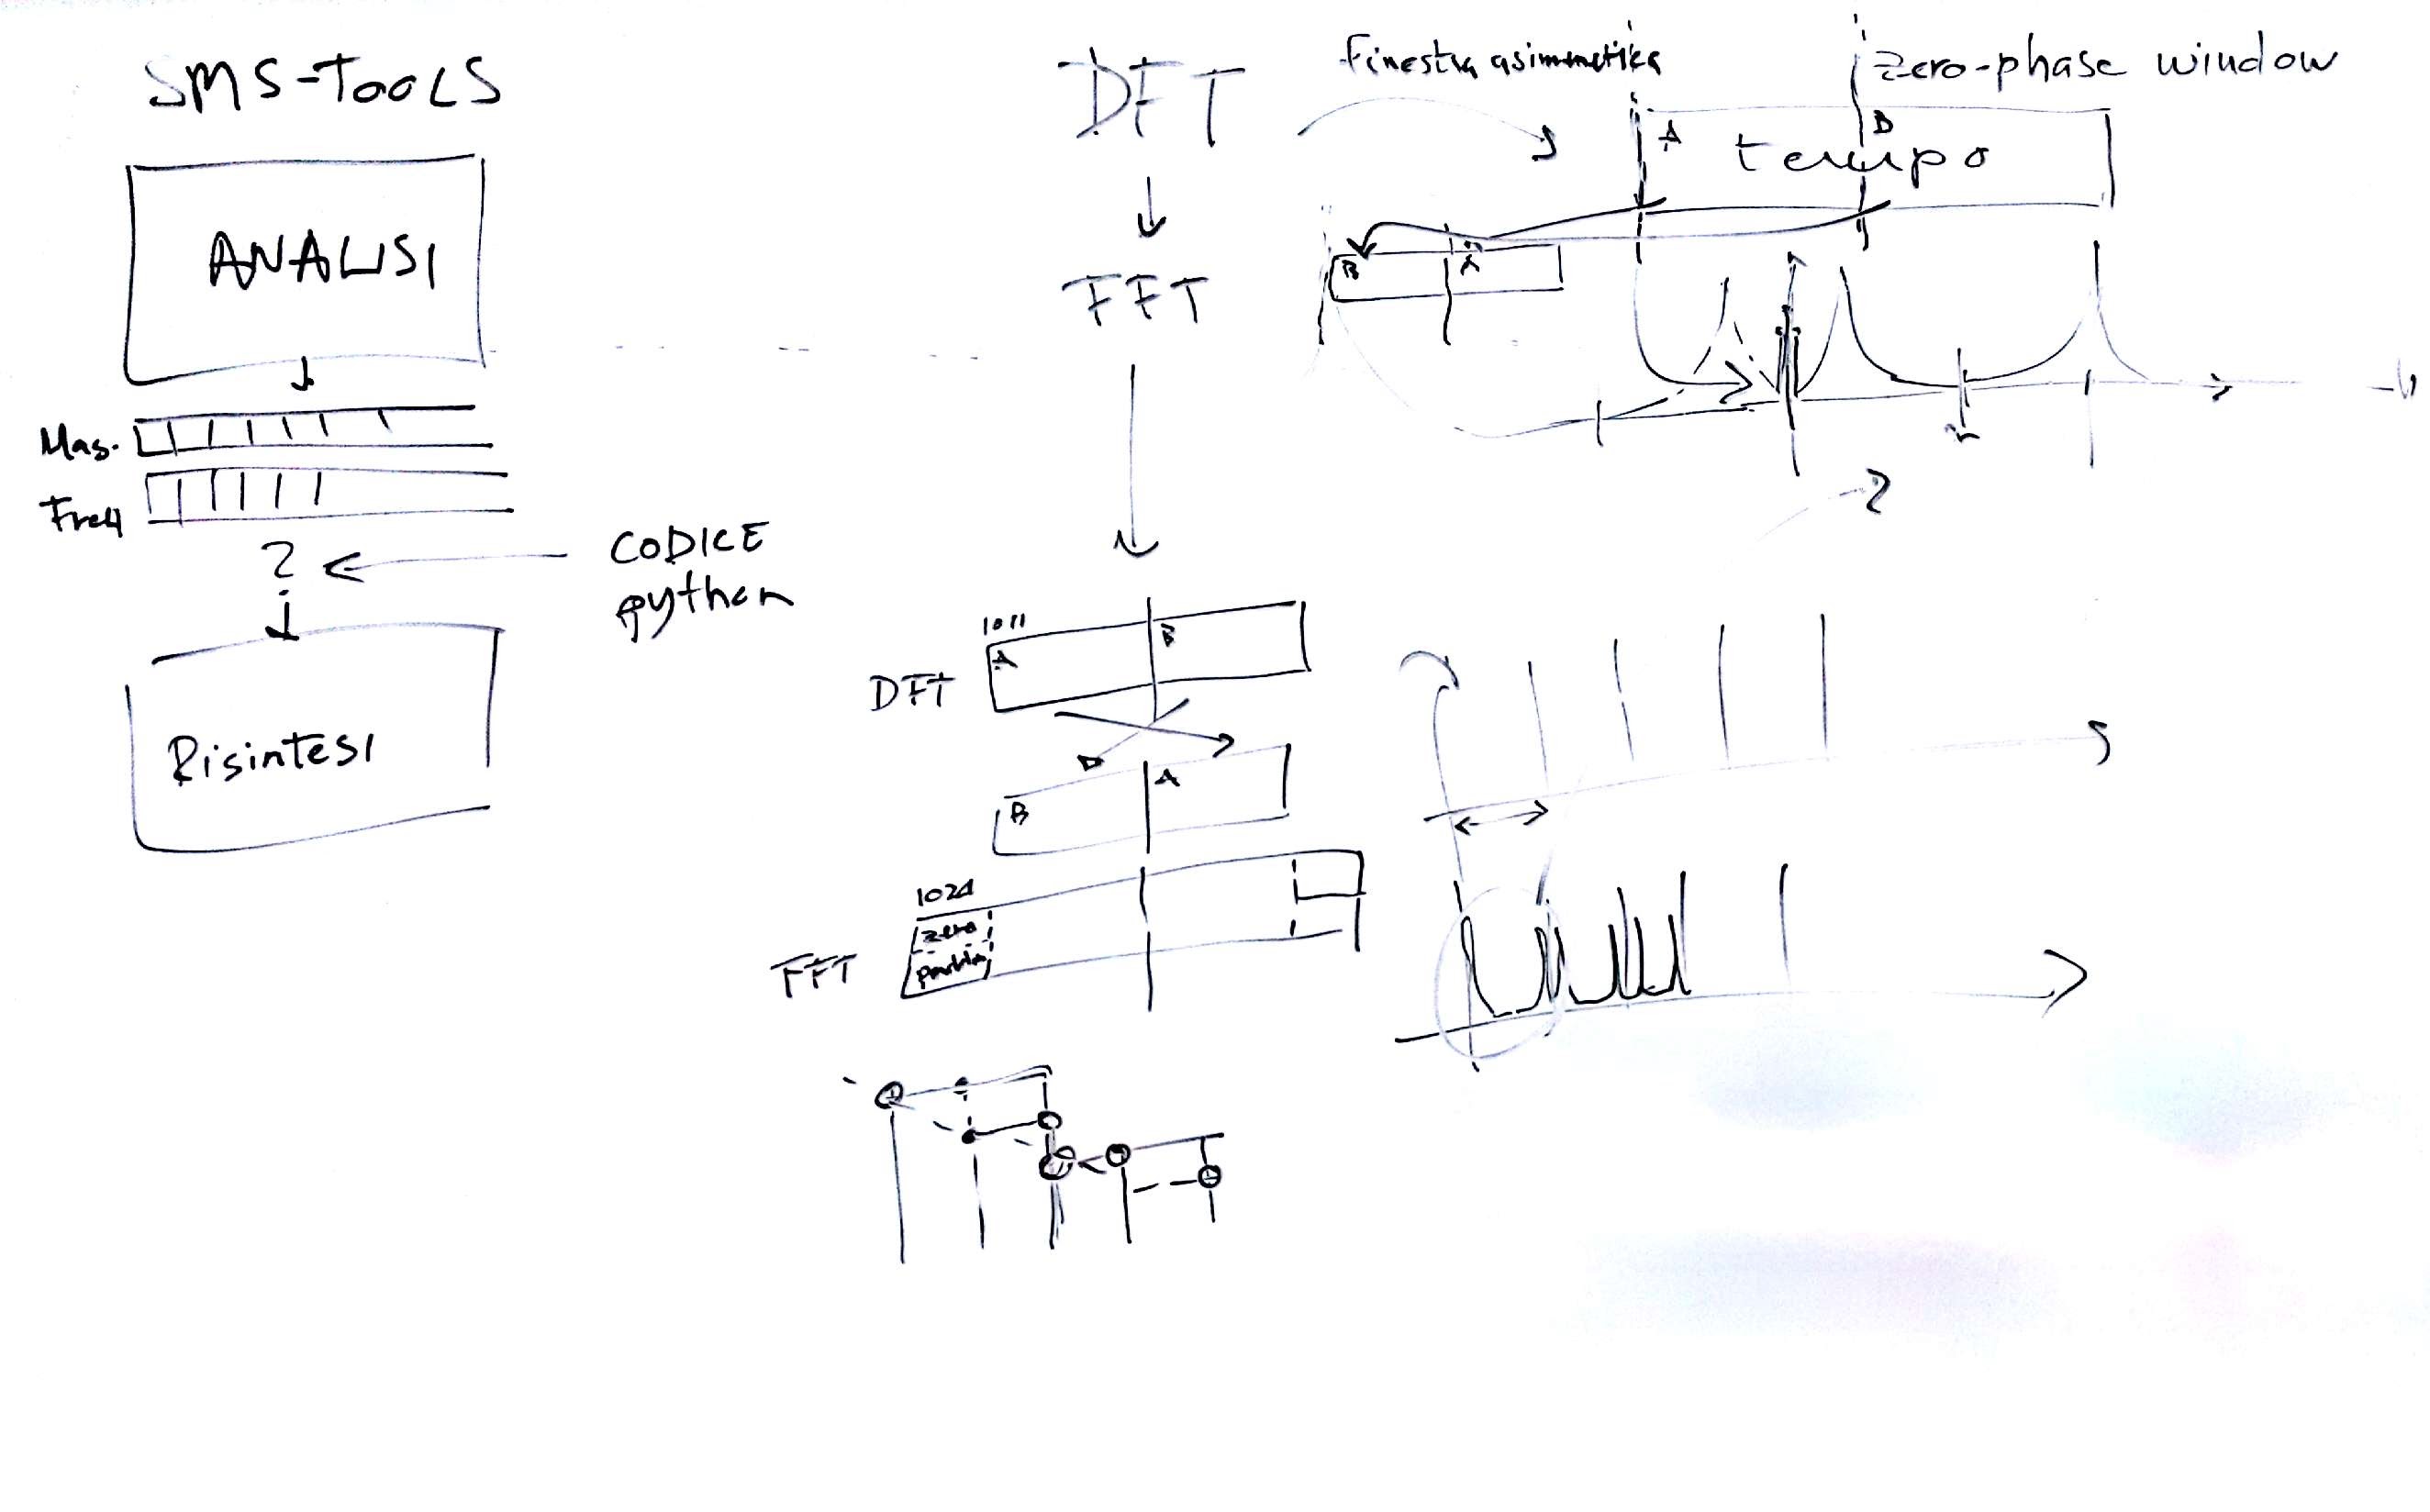 SMS-TOOLS
ANALISI
Mag.
Freq
?
CODICE
python
Risintesi
DFT
FFT
Finestra asimmetrica
zero-phase window
A
B
tempo
B
A
DFT
1011
A
B
B
A
FFT
1024
zero